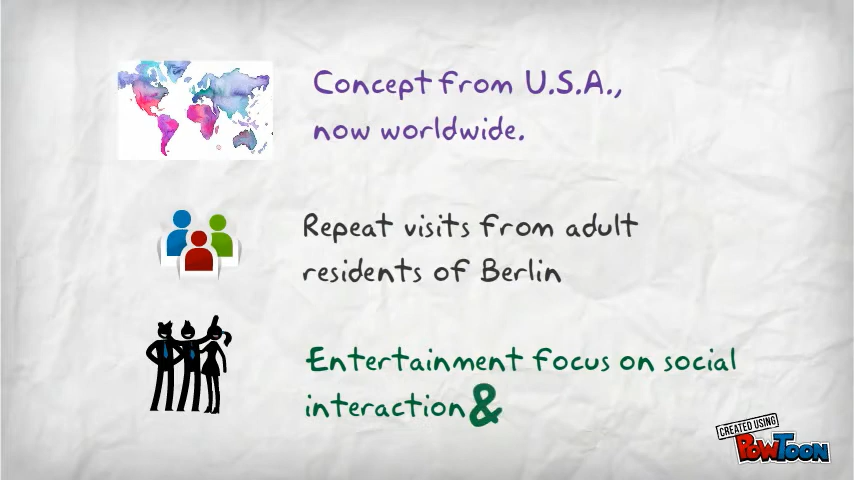 Concept from U.S.A.,
now worldwide.
Repeat visits from adult
residents of Berlin
Entertainment focus on social
interaction &
CREATED USING
POWTOON